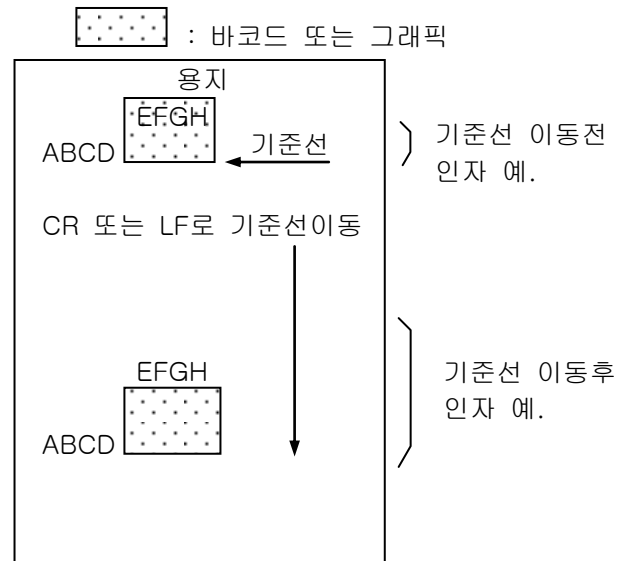 : 바코드 또는 그래픽
용지
EFGH
ABCD
기준선
기준선 이동전
인자 예.
CR 또는 LF로 기준선이동
EFGH
ABCD
기준선 이동후
인자 예.